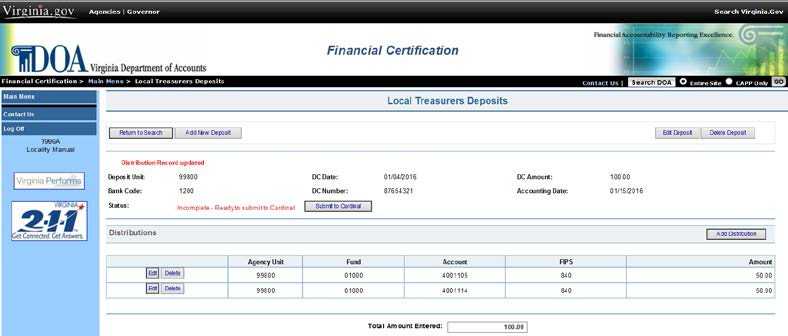 Virginia.gov Agencies | Governor Search Virginia.Gov
Financial Accountability Reporting Excellence.
DOA Virginia Department of Accounts
Financial Certification
Financial Certification > Main Menu > Local Treasurers Deposits Contact Us | Search DOA Entire Site CAPP Only GO
Main Menu
Contact Us
Log Off
7999A
Locality Manual
Virginia Performs
VIRGINIA
2-1-1
Get Connected. Get Answers.
Local Treasurers Deposits
Return to Search Add New Deposit Edit Deposit Delete Deposit
Distribution Record updated
Deposit Unit: 99800 DC Date: 01/04/2016 DC Amount: 100.00
Bank Code: 1200 DC Number: 87654321 Accounting Date: 01/15/2016
Status: Incomplete - Ready to submit to Cardinal Submit to Cardinal
Distributions Add Distribution
Agency Unit Fund Account FIPS Amount
Edit Delete 99800 01000 4001105 840 50.00
Edit Delete 99800 01000 4001114 840 50.00
Total Amount Entered: 100.00